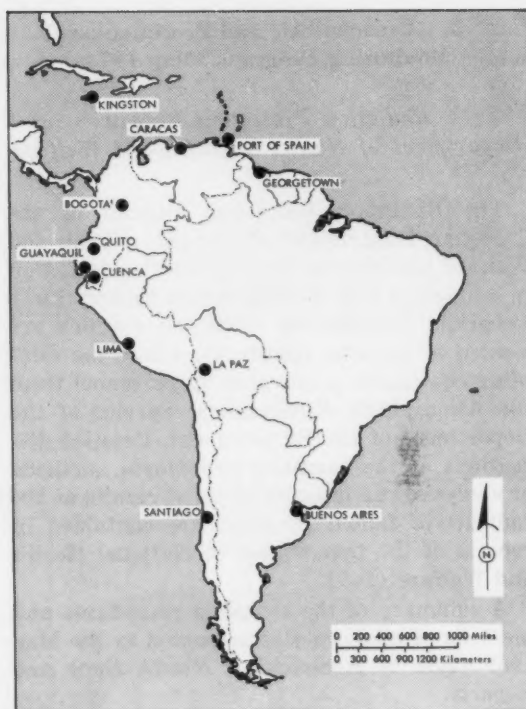 KINGSTON
CARACAS
PORT OF SPAIN
GEORGETOWN
BOGOTA'
QUITO
GUAYAQUIL
CUENCA
LIMA
LA PAZ
SANTIAGO
BUENOS AIRES
N
0 200 400 600 800 1000 Miles
0 300 600 900 1200 Kilometers